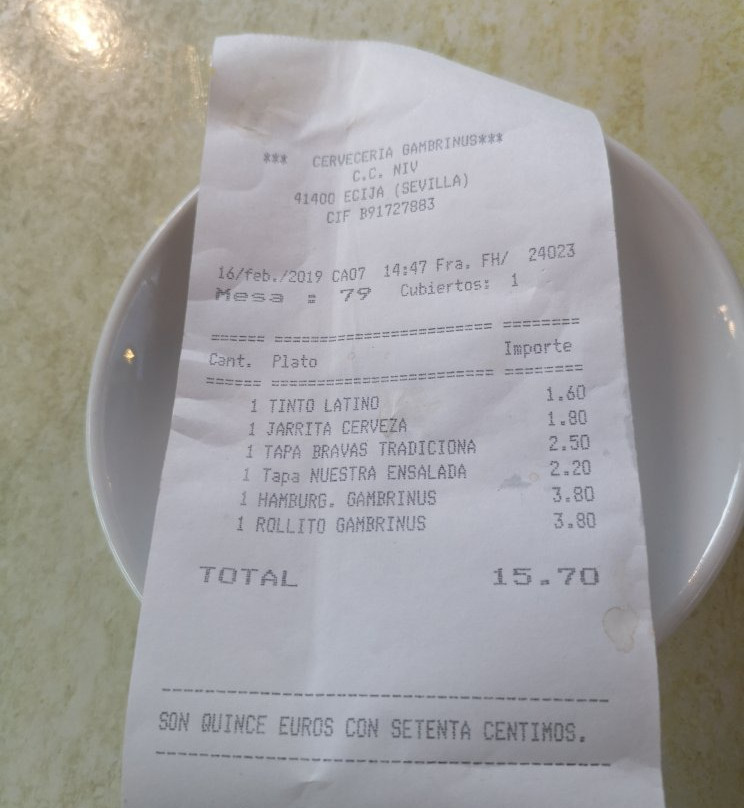 *** CERVECERIA GAMBRINUS***
C.C. NIV
41400 ECIJA (SEVILLA)
CIF B91727883
16/feb./2019 CA07 14:47 Fra. FH/ 24023
Mesa : 79 Cubiertos: 1
====== ======================== ========
Cant. Plato Importe
====== ======================== ========
1 TINTO LATINO 1.60
1 JARRITA CERVEZA 1.80
1 TAPA BRAVAS TRADICIONA 2.50
1 Tapa NUESTRA ENSALADA 2.20
1 HAMBURG. GAMBRINUS 3.80
1 ROLLITO GAMBRINUS 3.80
TOTAL 15.70
----------------------------------------
SON QUINCE EUROS CON SETENTA CENTIMOS.
----------------------------------------